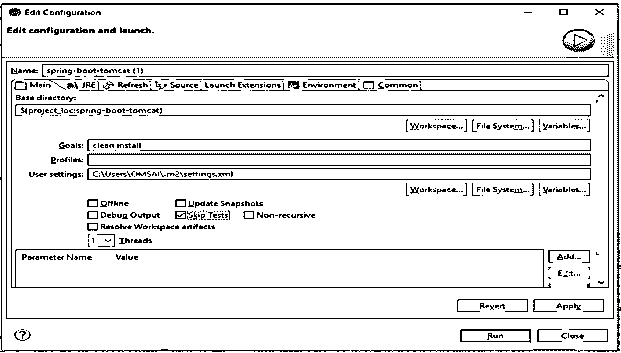 Edit Configuration
Edit configuration and launch.
Name: spring-boot-tomcat (1)
Main JRE Refresh Source Launch Extensions Environment Common
Base directory:
${project_loc:spring-boot-tomcat}
Workspace... File System... Variables...
Goals: clean install
Profiles:
User settings: C:\Users\OMSAI\.m2\settings.xml
Workspace... File System... Variables...
Offline Update Snapshots
Debug Output Skip Tests Non-recursive
Resolve Workspace artifacts
1 Threads
Parameter Name Value Add...
Edit...
Revert Apply
Run Close